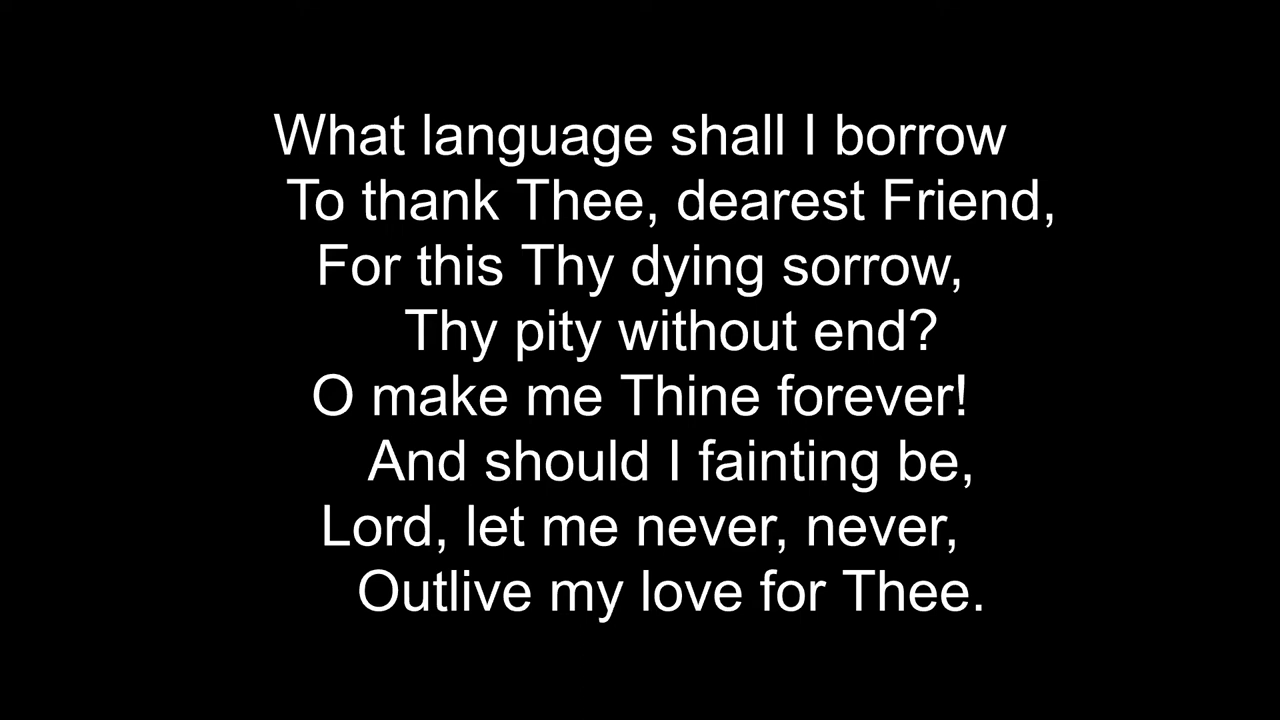 What language shall I borrow
To thank Thee, dearest Friend,
For this Thy dying sorrow,
Thy pity without end?
O make me Thine forever!
And should I fainting be,
Lord, let me never, never,
Outlive my love for Thee.